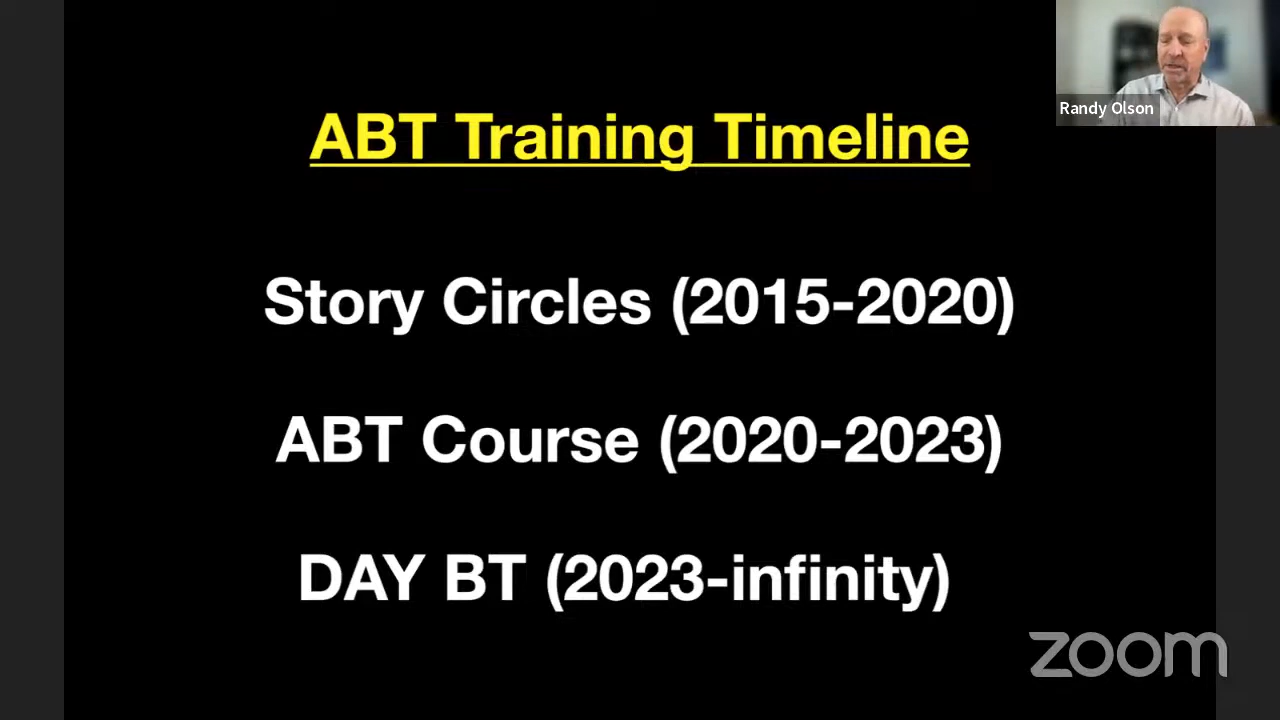 Randy Olson
ABT Training Timeline
Story Circles (2015-2020)
ABT Course (2020-2023)
DAY BT (2023-infinity)
zoom